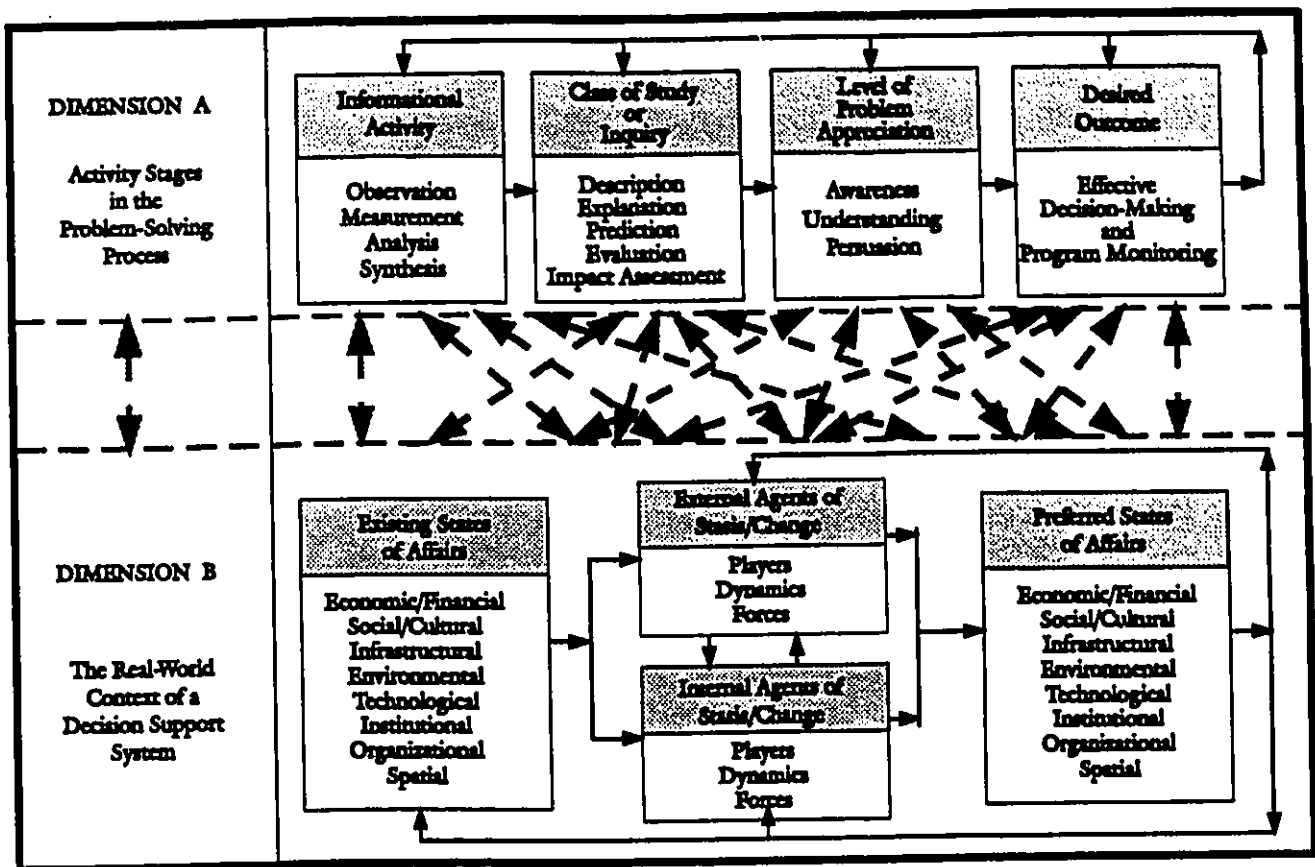 DIMENSION A
Activity Stages
in the
Problem-Solving
Process
Informational
Activity
Observation
Measurement
Analysis
Synthesis
Class of Study
or
Inquiry
Description
Explanation
Prediction
Evaluation
Impact Assessment
Level of
Problem
Appreciation
Awareness
Understanding
Persuasion
Desired
Outcome
Effective
Decision-Making
and
Program Monitoring
DIMENSION B
The Real-World
Context of a
Decision Support
System
Existing States
of Affairs
Economic/Financial
Social/Cultural
Infrastructural
Environmental
Technological
Institutional
Organizational
Spatial
External Agents of
Stasis/Change
Players
Dynamics
Forces
Internal Agents of
Stasis/Change
Players
Dynamics
Forces
Preferred States
of Affairs
Economic/Financial
Social/Cultural
Infrastructural
Environmental
Technological
Institutional
Organizational
Spatial